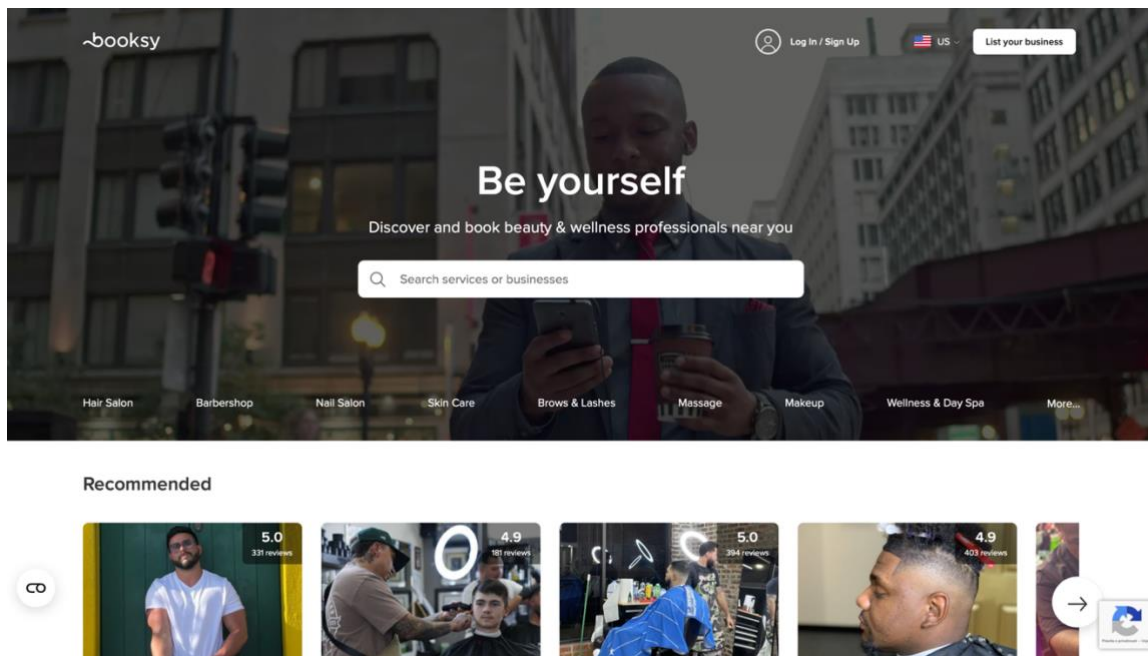 booksy
Log In / Sign Up
US
List your business
Be yourself
Discover and book beauty & wellness professionals near you
Search services or businesses
Hair Salon
Barbershop
Nail Salon
Skin Care
Brows & Lashes
Massage
Makeup
Wellness & Day Spa
More...
Recommended
5.0
331 reviews
4.9
181 reviews
5.0
394 reviews
4.9
403 reviews